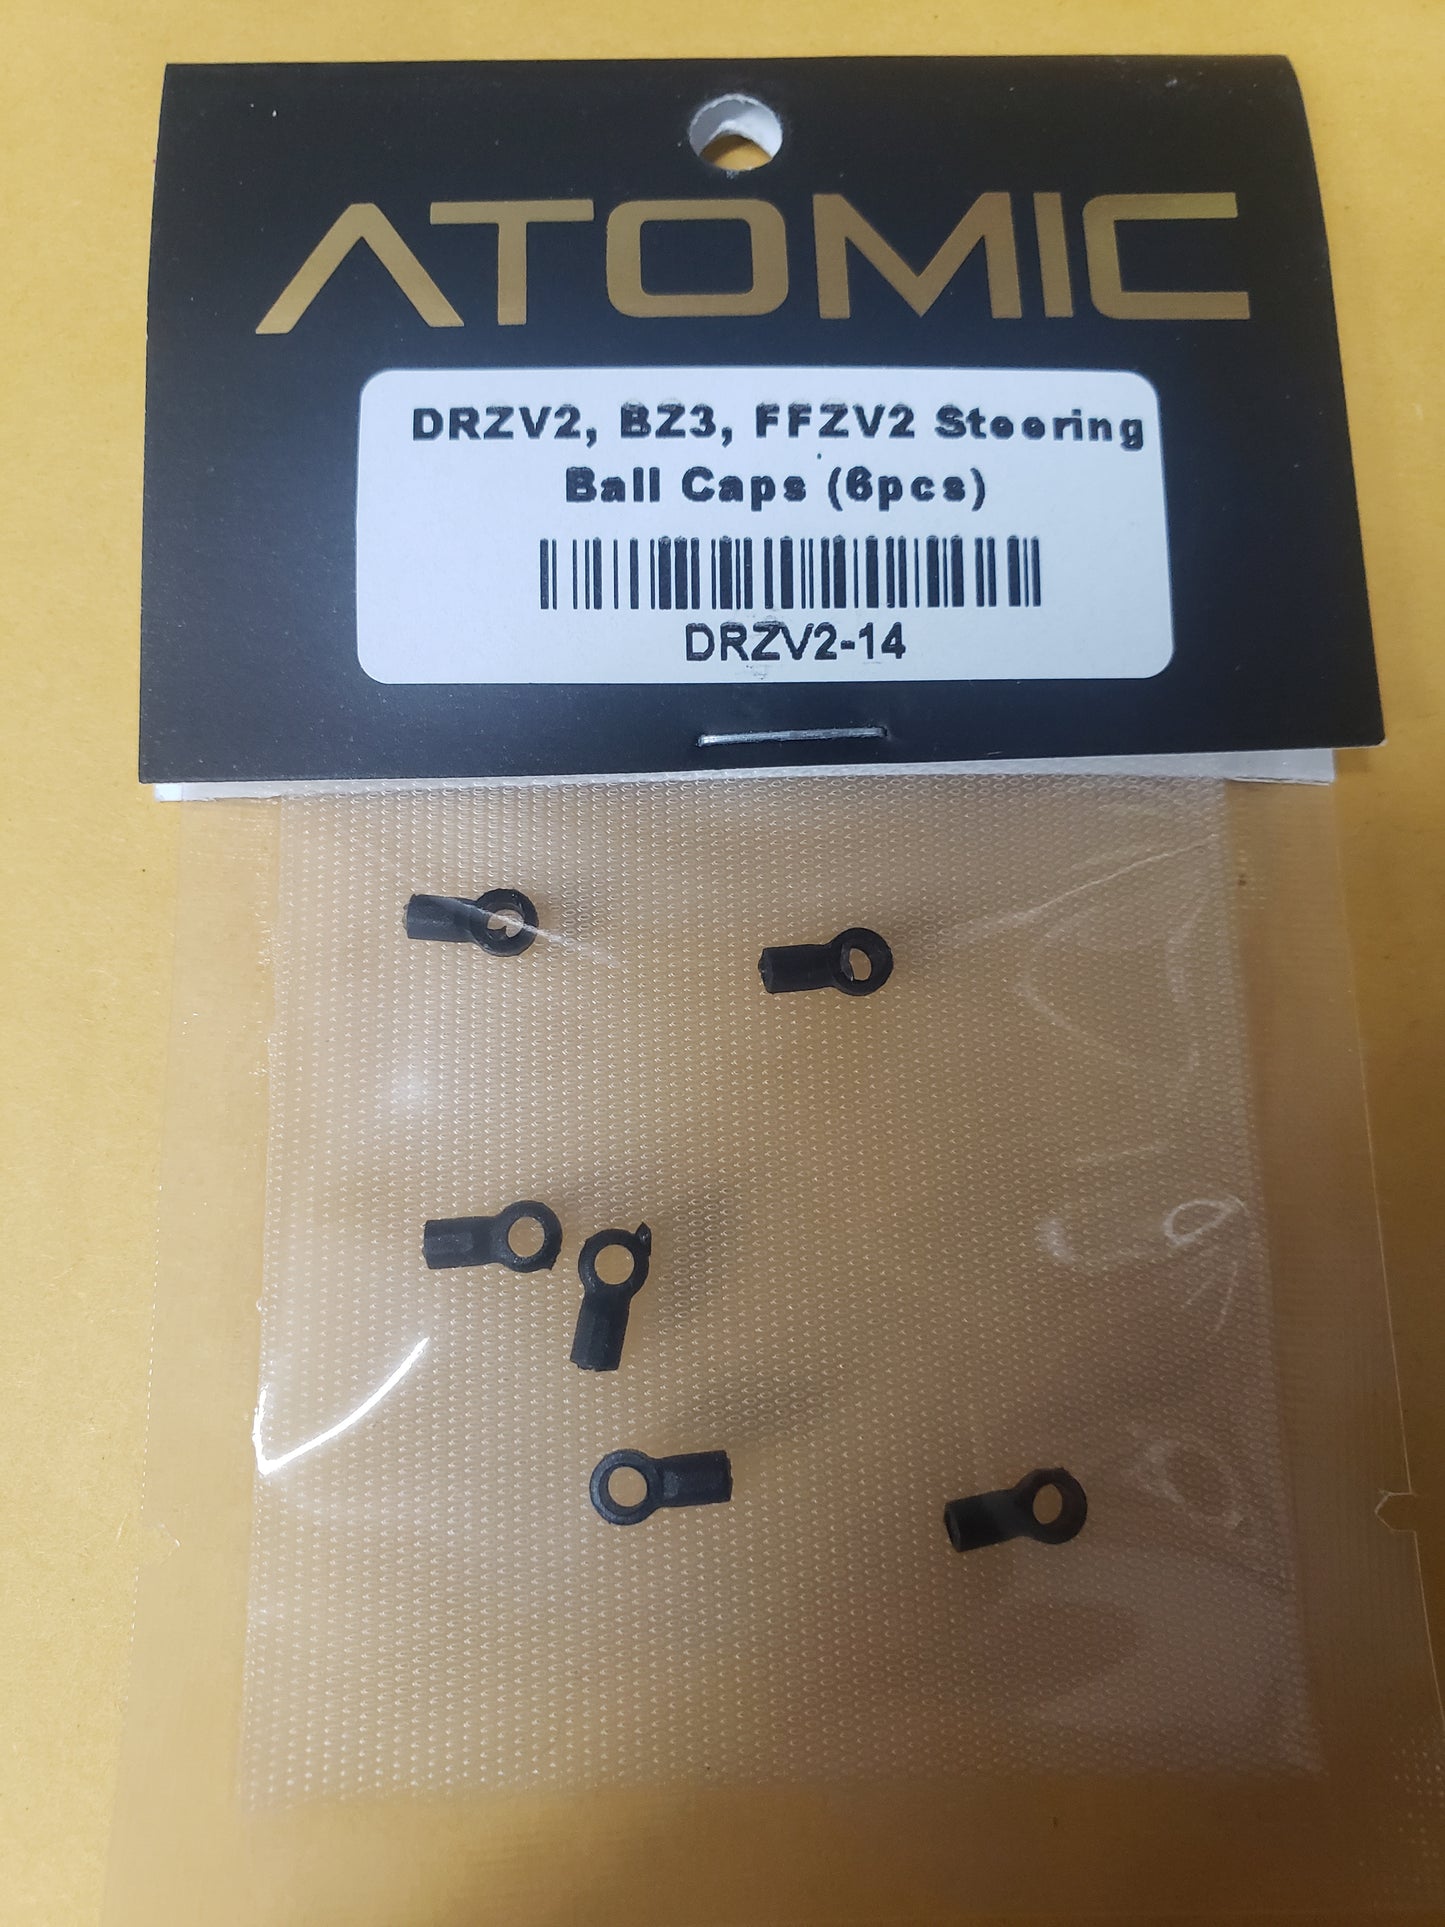 ATOMIC
DRZV2, BZ3, FFZV2 Steering
Ball Caps (6pcs)
DRZV2-14